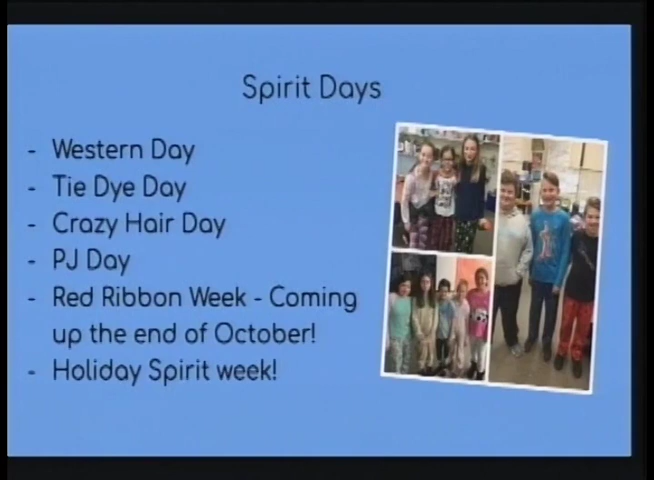 Spirit Days
- Western Day
- Tie Dye Day
- Crazy Hair Day
- PJ Day
- Red Ribbon Week - Coming
up the end of October!
- Holiday Spirit week!